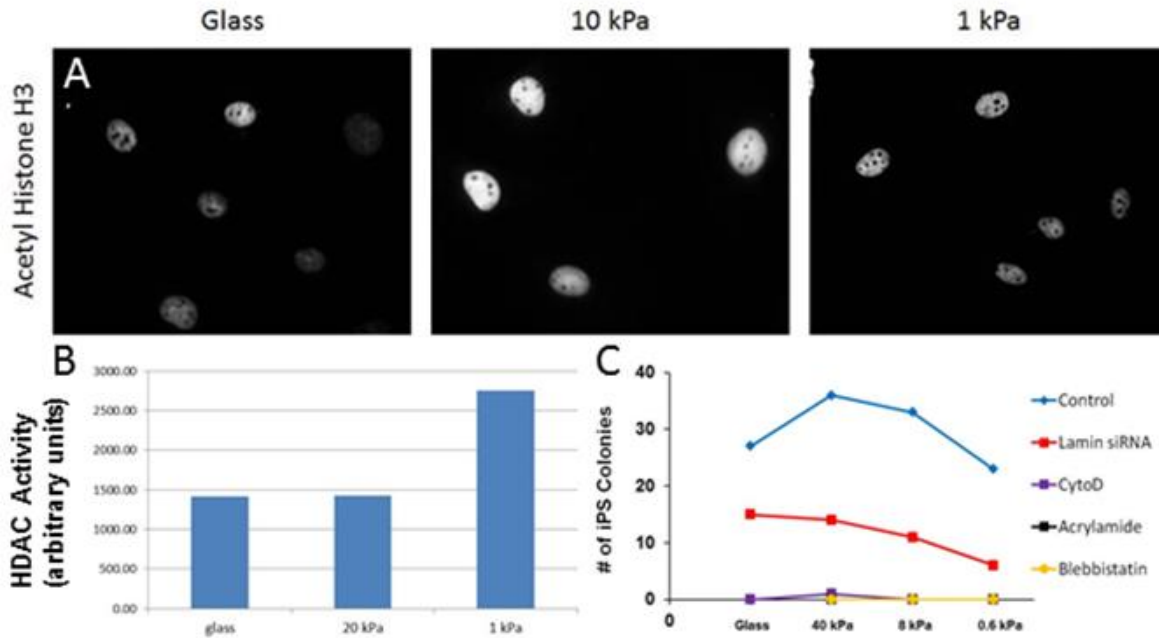 Glass 10 kPa 1 kPa
Acetyl Histone H3
A
B
HDAC Activity
(arbitrary units)
3000.00
2500.00
2000.00
1500.00
1000.00
500.00
0.00
glass 20 kPa 1 kPa
C
# of iPS Colonies
40
30
20
10
0
0 Glass 40 kPa 8 kPa 0.6 kPa
Control
Lamin siRNA
CytoD
Acrylamide
Blebbistatin